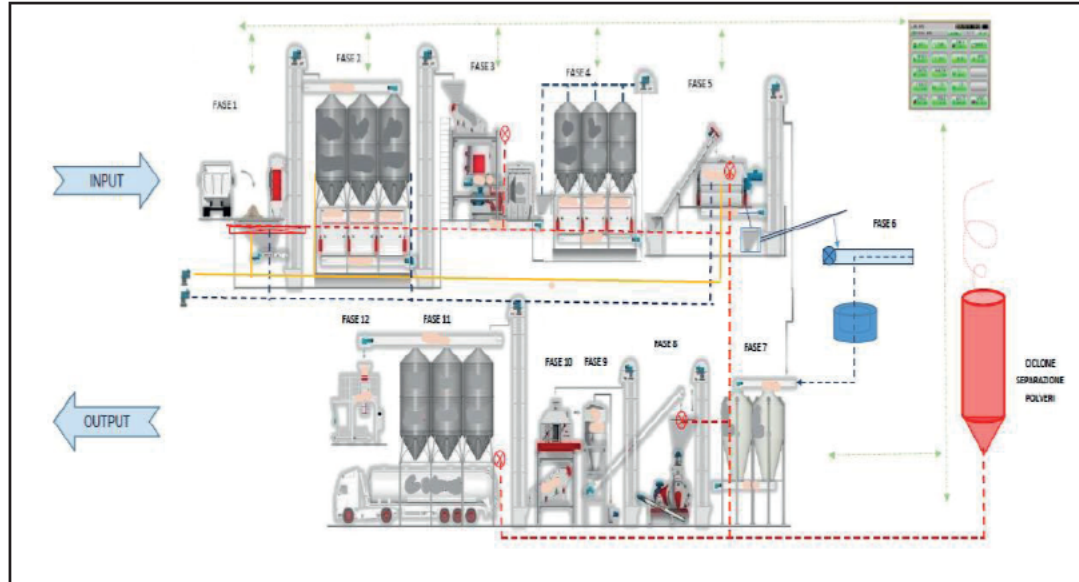 FASE 1
FASE 2
FASE 3
FASE 4
FASE 5
INPUT
FASE 6
FASE 12
FASE 11
FASE 10
FASE 9
FASE 8
FASE 7
OUTPUT
CICLONE
SEPARAZIONE
POLVERI